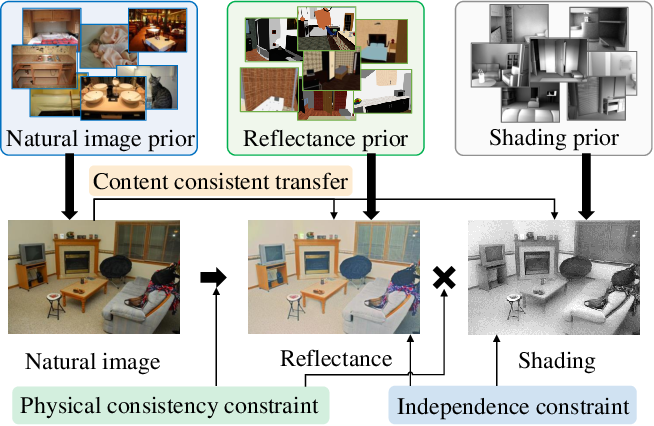 Natural image prior
Reflectance prior
Shading prior
Content consistent transfer
Natural image
Reflectance
Shading
Physical consistency constraint
Independence constraint